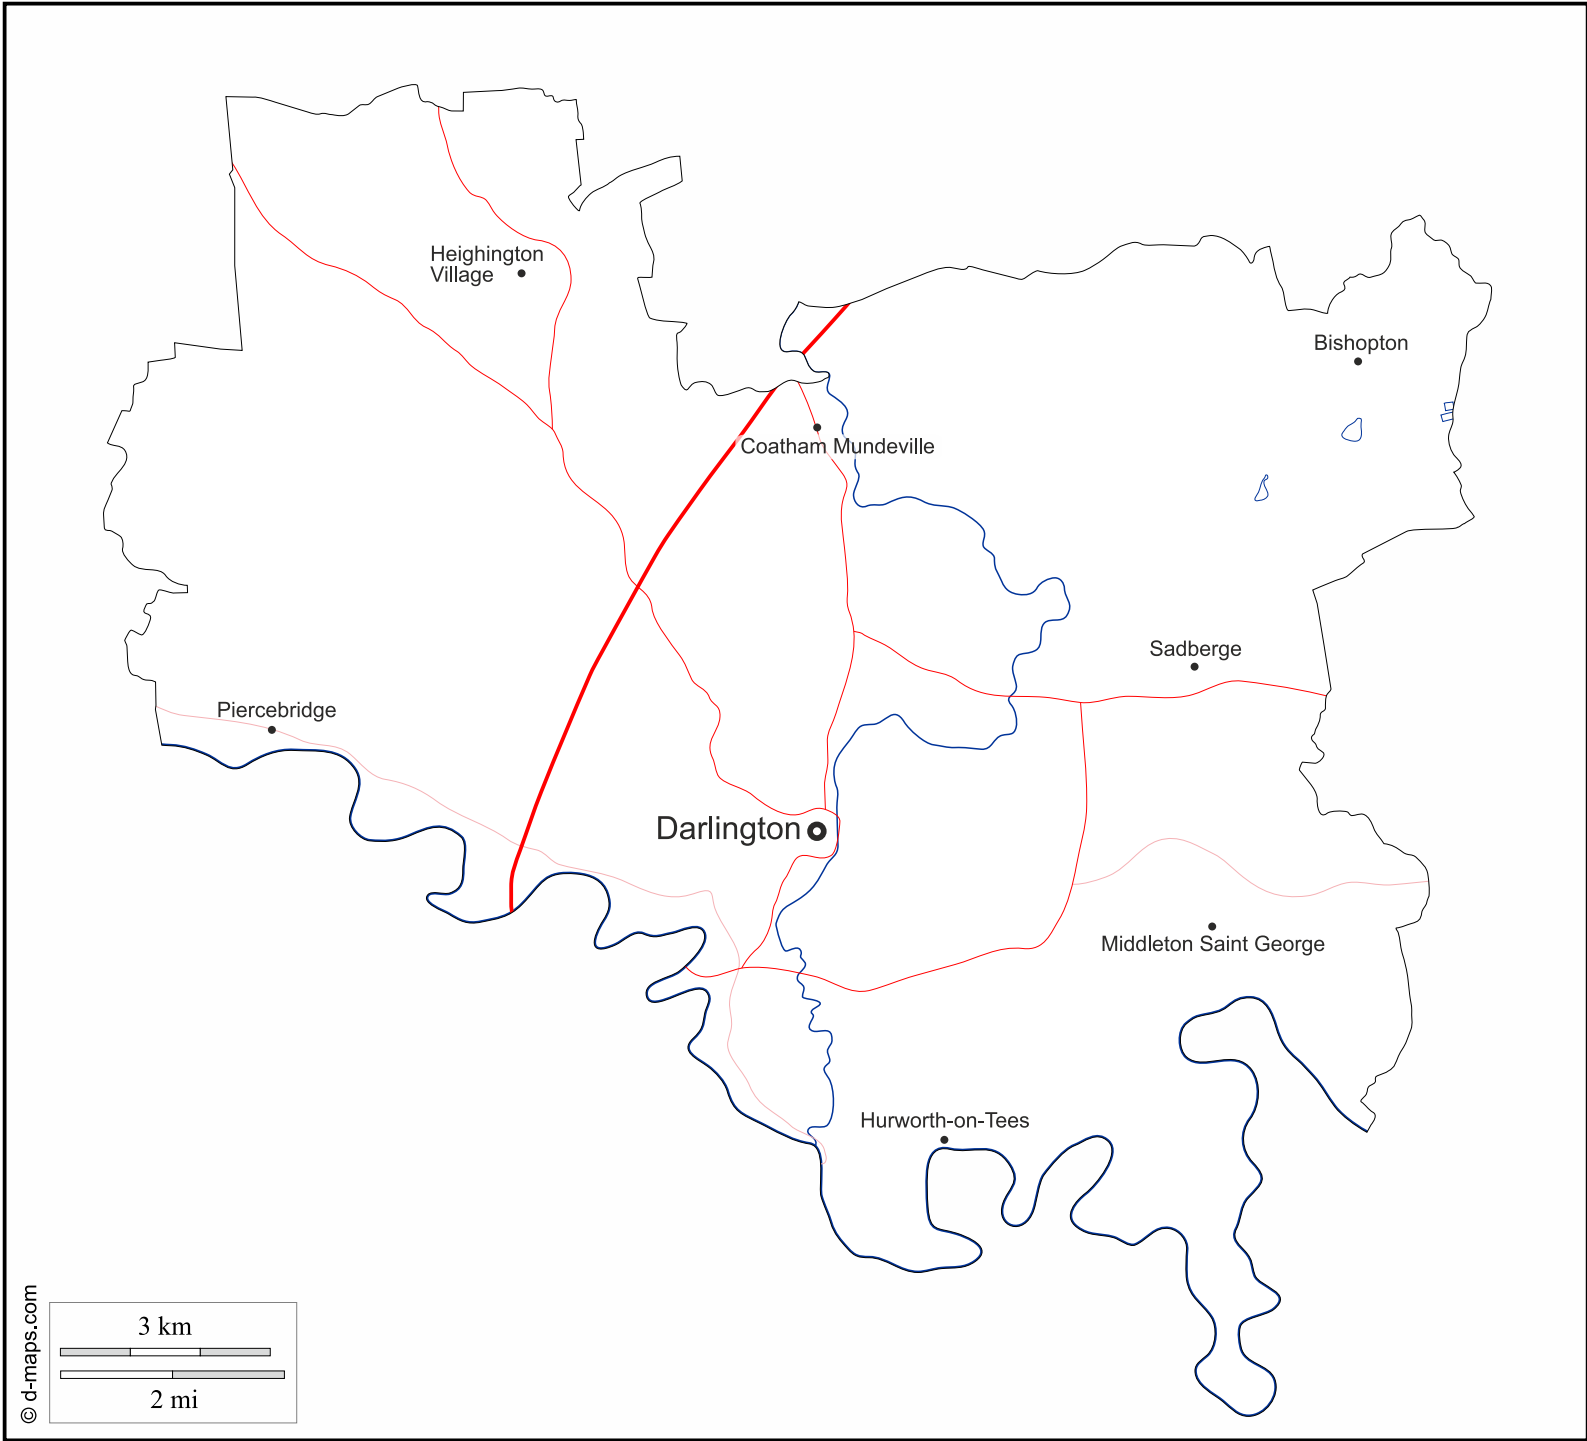 Heighington
Village
Bishopton
Coatham Mundeville
Sadberge
Piercebridge
Darlington
Middleton Saint George
Hurworth-on-Tees
3 km
2 mi
© d-maps.com